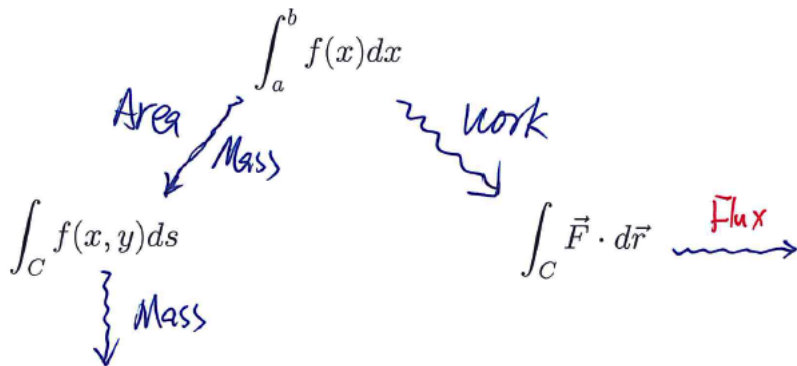 ∫_a^b f(x)dx
Area
Mass
Work
∫_C f(x,y)ds
∫_C F⃗ · dr⃗
Flux
Mass